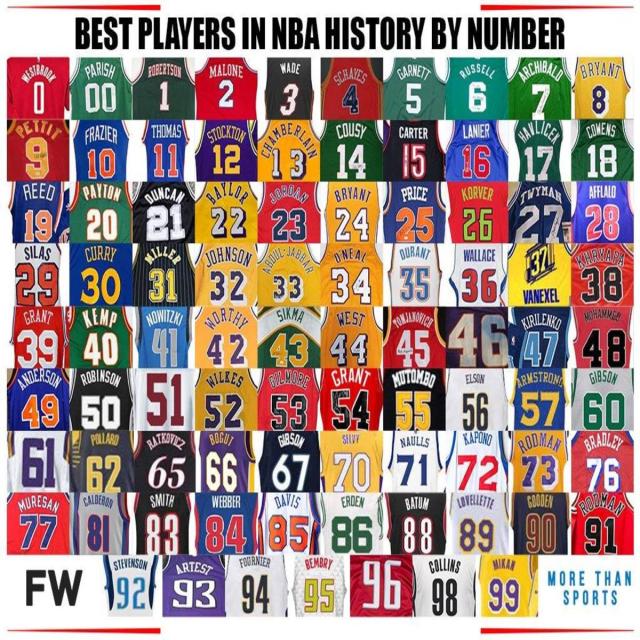 BEST PLAYERS IN NBA HISTORY BY NUMBER
WESTBROOK
0
PARISH
00
ROBERTSON
1
MALONE
2
WADE
3
SCHAYES
4
GARNETT
5
RUSSELL
6
ARCHIBALD
7
BRYANT
8
PETTIT
9
FRAZIER
10
THOMAS
11
STOCKTON
12
CHAMBERLAIN
13
COUSY
14
CARTER
15
LANIER
16
HAVLICEK
17
COWENS
18
REED
19
PAYTON
20
DUNCAN
21
BAYLOR
22
JORDAN
23
BRYANT
24
PRICE
25
KORVER
26
TWYMAN
27
AFFLALO
28
SILAS
29
CURRY
30
MILLER
31
JOHNSON
32
ABDUL-JABBAR
33
O'NEAL
34
DURANT
35
WALLACE
36
37
VANEXEL
KHRYAPA
38
GRANT
39
KEMP
40
NOWITZKI
41
WORTHY
42
SIKMA
43
WEST
44
TOMJANOVICH
45
46
KIRILENKO
47
MOHAMMED
48
ANDERSON
49
ROBINSON
50
51
WILKES
52
GILMORE
53
GRANT
54
MUTOMBO
55
ELSON
56
ARMSTRONG
57
GIBSON
60
61
POLLARD
62
RATKOVICZ
65
BOGUT
66
GIBSON
67
SELVY
70
NAULLS
71
KAPONO
72
RODMAN
73
BRADLEY
76
MURESAN
77
CALDERON
81
SMITH
83
WEBBER
84
DAVIS
85
ERDEN
86
BATUM
88
LOVELLETTE
89
GOODEN
90
RODMAN
91
FW
STEVENSON
92
ARTEST
93
FOURNIER
94
BEMBRY
95
96
COLLINS
98
MIKAN
99
MORE THAN
SPORTS